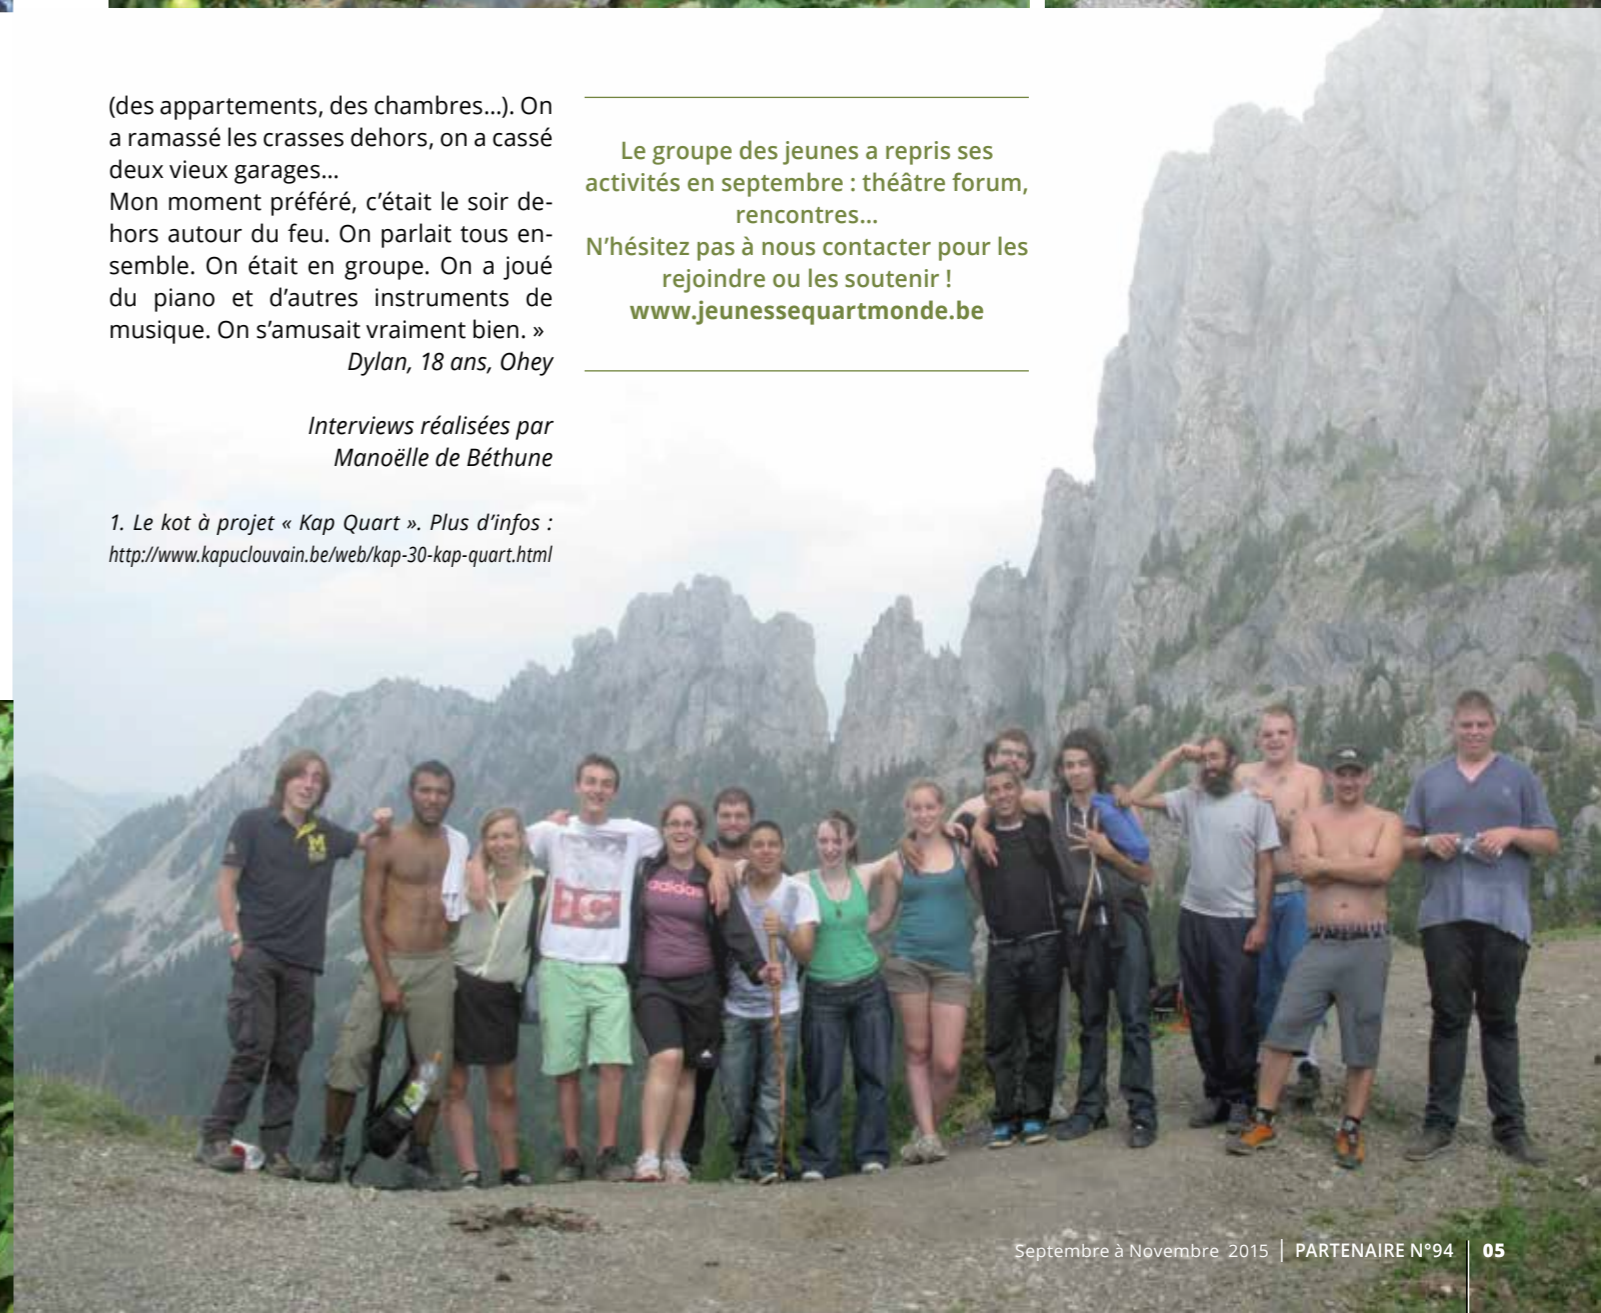 (des appartements, des chambres...). On
a ramassé les crasses dehors, on a cassé
deux vieux garages...
Mon moment préféré, c’était le soir de-
hors autour du feu. On parlait tous en-
semble. On était en groupe. On a joué
du piano et d’autres instruments de
musique. On s’amusait vraiment bien. »
Dylan, 18 ans, Ohey
Interviews réalisées par
Manoëlle de Béthune
1. Le kot à projet « Kap Quart ». Plus d’infos :
http://www.kapuclouvain.be/web/kap-30-kap-quart.html
Le groupe des jeunes a repris ses
activités en septembre : théâtre forum,
rencontres...
N’hésitez pas à nous contacter pour les
rejoindre ou les soutenir !
www.jeunessequartmonde.be
M
TC
adidas
Septembre à Novembre 2015 | PARTENAIRE N°94 | 05